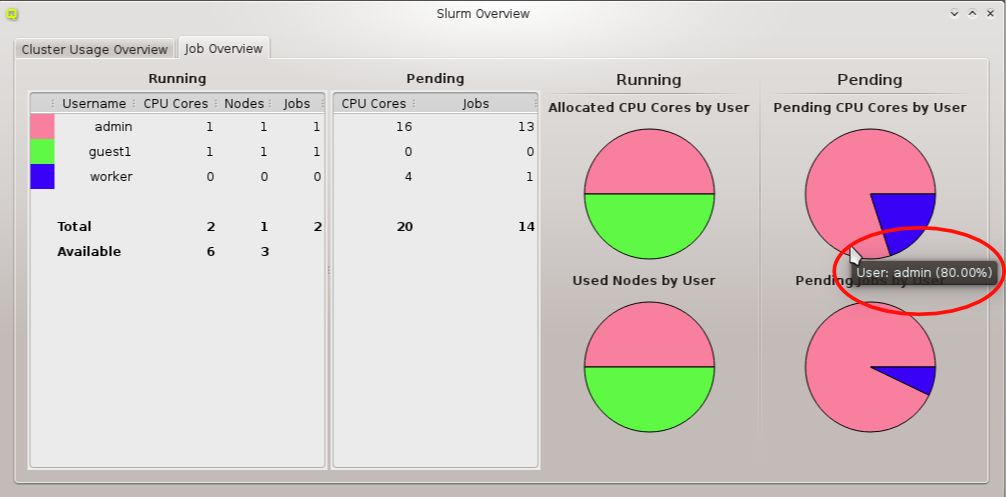 Slurm Overview
Cluster Usage Overview Job Overview
Running
Username CPU Cores Nodes Jobs
admin 1 1 1
guest1 1 1 1
worker 0 0 0
Total 2 1 2
Available 6 3
Pending
CPU Cores Jobs
16 13
0 0
4 1
20 14
Running
Allocated CPU Cores by User
Used Nodes by User
Pending
Pending CPU Cores by User
User: admin (80.00%)
Pending Jobs by User